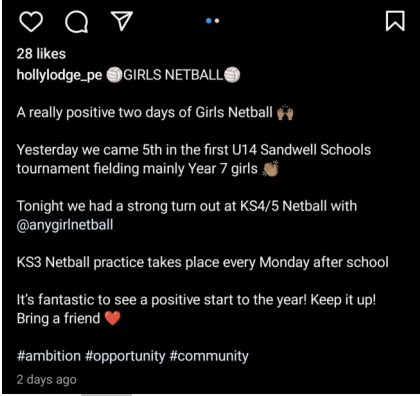 28 likes
hollylodge_pe 🏐GIRLS NETBALL🏐
A really positive two days of Girls Netball 🙌🏽
Yesterday we came 5th in the first U14 Sandwell Schools
tournament fielding mainly Year 7 girls 👏🏽
Tonight we had a strong turn out at KS4/5 Netball with
@anygirlnetball
KS3 Netball practice takes place every Monday after school
It's fantastic to see a positive start to the year! Keep it up!
Bring a friend ❤️
#ambition #opportunity #community
2 days ago